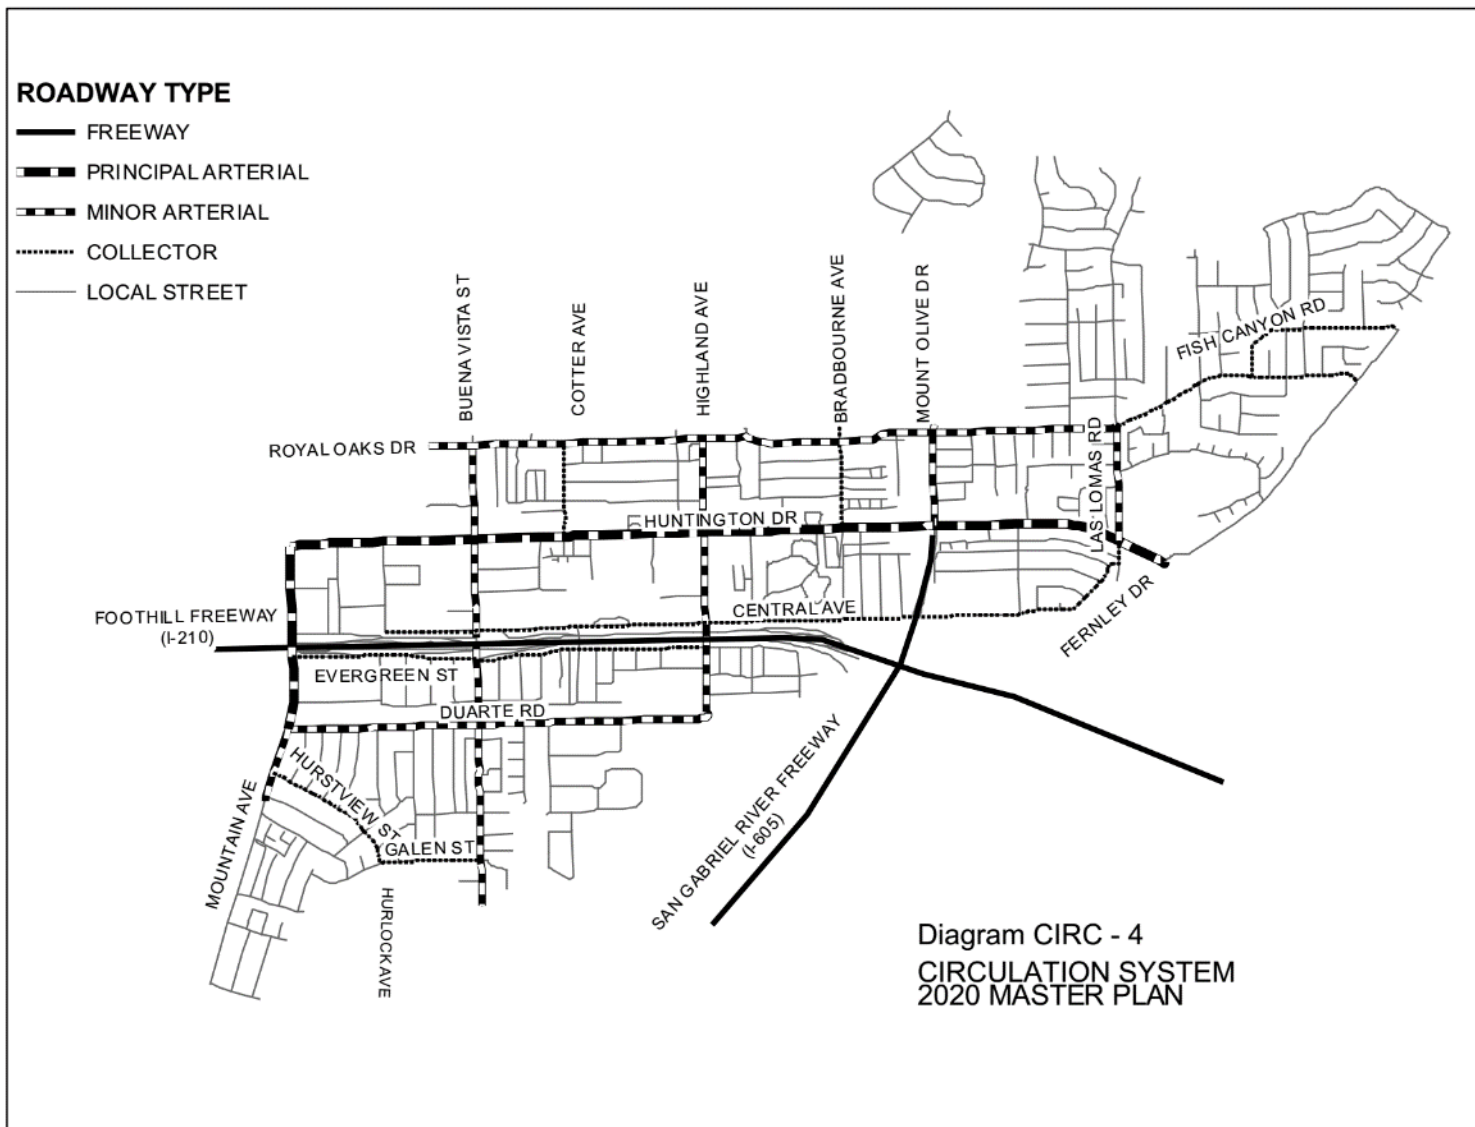 ROADWAY TYPE
FREEWAY
PRINCIPAL ARTERIAL
MINOR ARTERIAL
COLLECTOR
LOCAL STREET
BUENA VISTA ST
COTTER AVE
HIGHLAND AVE
BRADBOURNE AVE
MOUNT OLIVE DR
FISH CANYON RD
ROYAL OAKS DR
LAS LOMAS RD
HUNTINGTON DR
FOOTHILL FREEWAY
(I-210)
CENTRAL AVE
FERNLEY DR
EVERGREEN ST
DUARTE RD
HURSTVIEW ST
MOUNTAIN AVE
GALEN ST
HURLOCK AVE
SAN GABRIEL RIVER FREEWAY
(I-605)
Diagram CIRC - 4
CIRCULATION SYSTEM
2020 MASTER PLAN